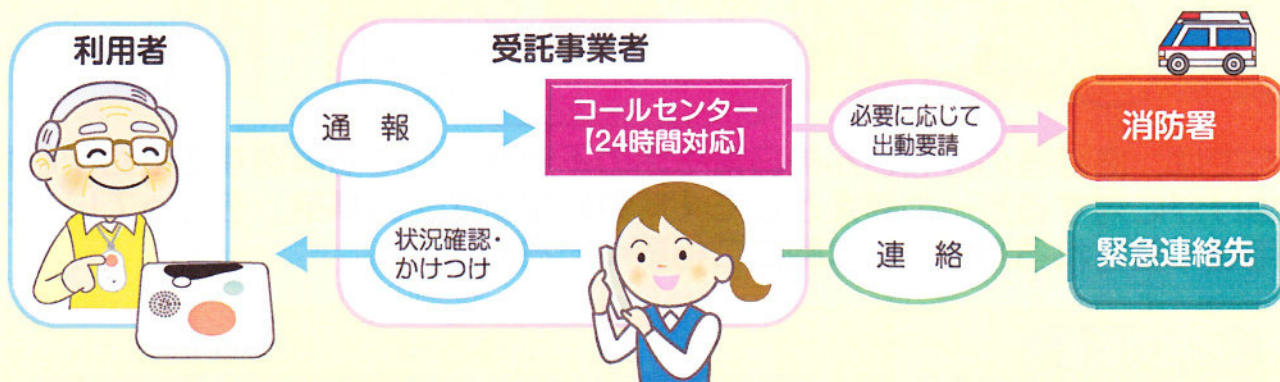 利用者
受託事業者
通 報
コールセンター
【24時間対応】
必要に応じて
出動要請
消防署
状況確認・
かけつけ
連 絡
緊急連絡先